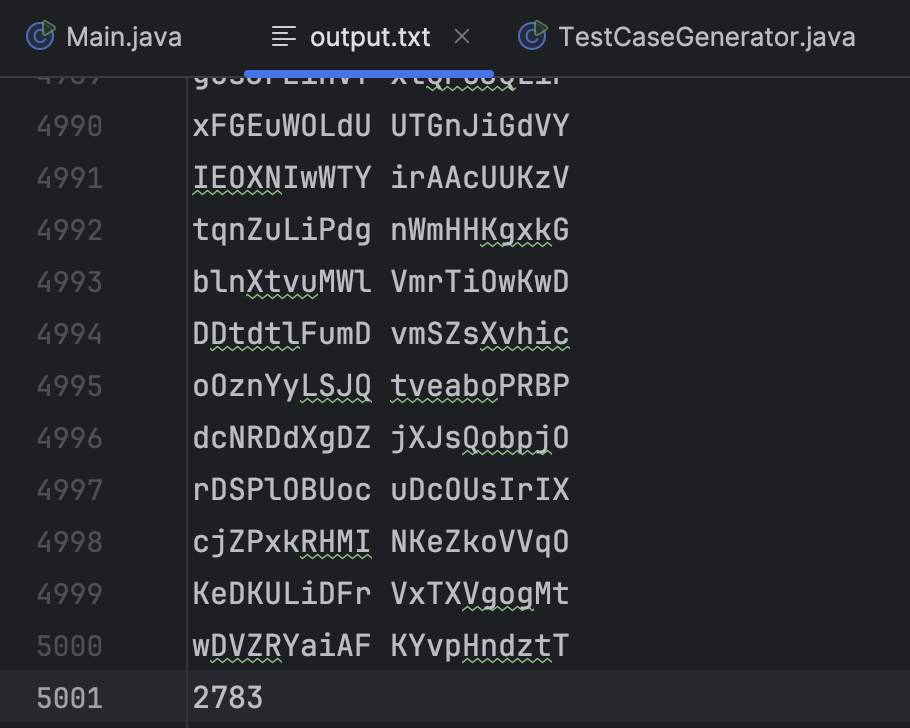 Main.java output.txt TestCaseGenerator.java
4990 xFGEuWOLdU UTGnJiGdVY
4991 IEOXNIwWTY irAAcUUKzV
4992 tqnZuLiPdg nWmHHKgxkG
4993 blnXtvuMWl VmrTiOwKwD
4994 DDtdtlFumD vmSZsXvhic
4995 oOznYyLSJQ tveaboPRBP
4996 dcNRDdXgDZ jXJsQobpjO
4997 rDSPlOBUoc uDcOUsIrIX
4998 cjZPxkRHMI NKeZkoVVqO
4999 KeDKULiDFr VxTXVgogMt
5000 wDVZRYaiAF KYvpHndztT
5001 2783